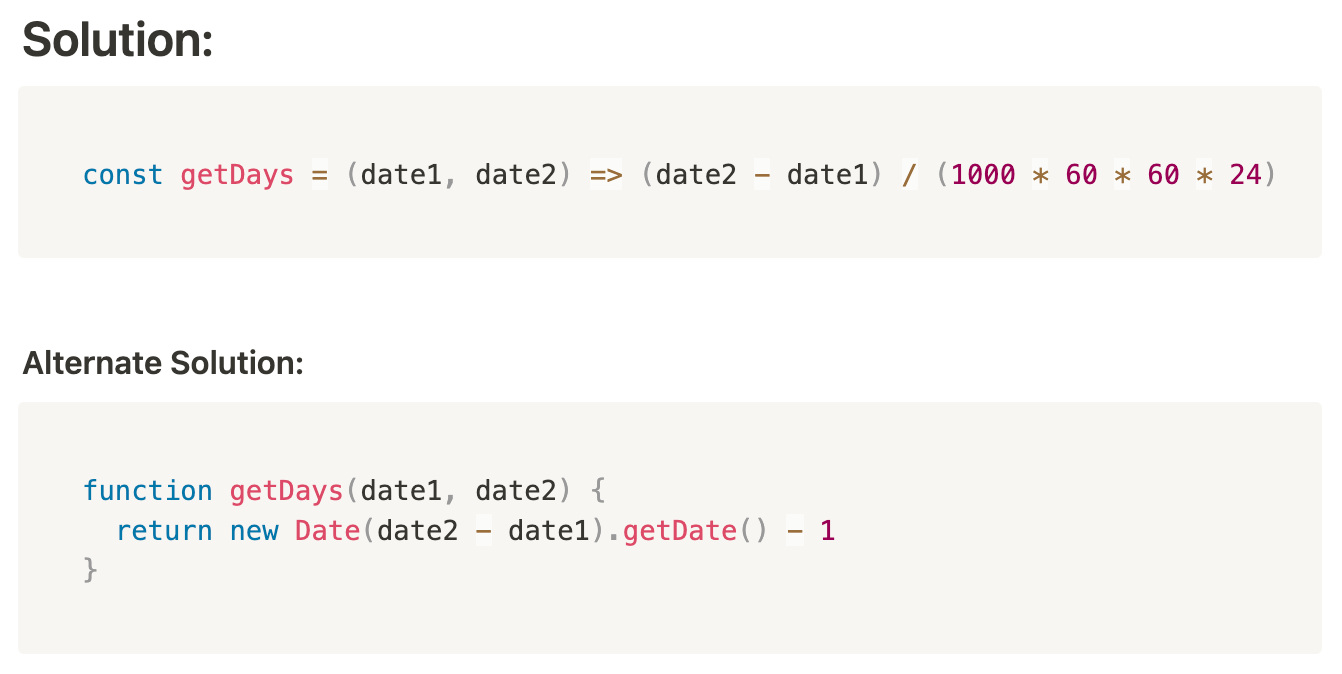 Solution:
const getDays = (date1, date2) => (date2 - date1) / (1000 * 60 * 60 * 24)
Alternate Solution:
function getDays(date1, date2) {
  return new Date(date2 - date1).getDate() - 1
}